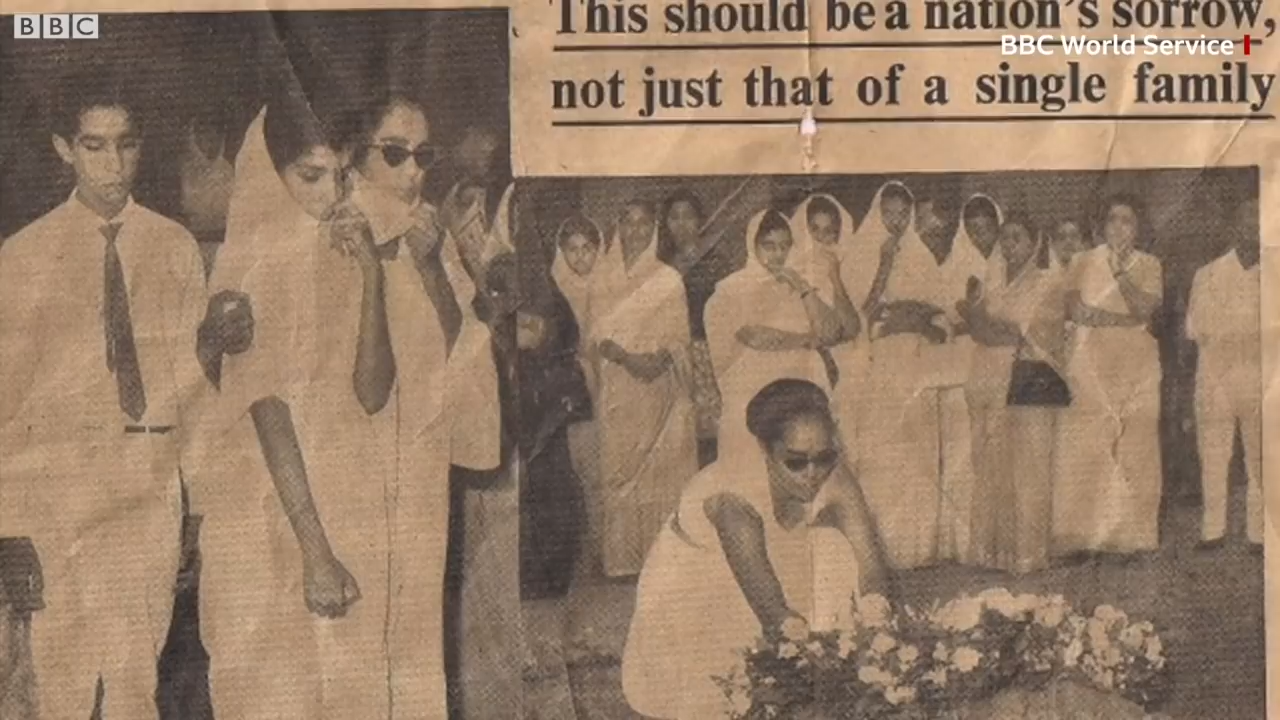 BBC
This should be a nation's sorrow,
BBC World Service
not just that of a single family